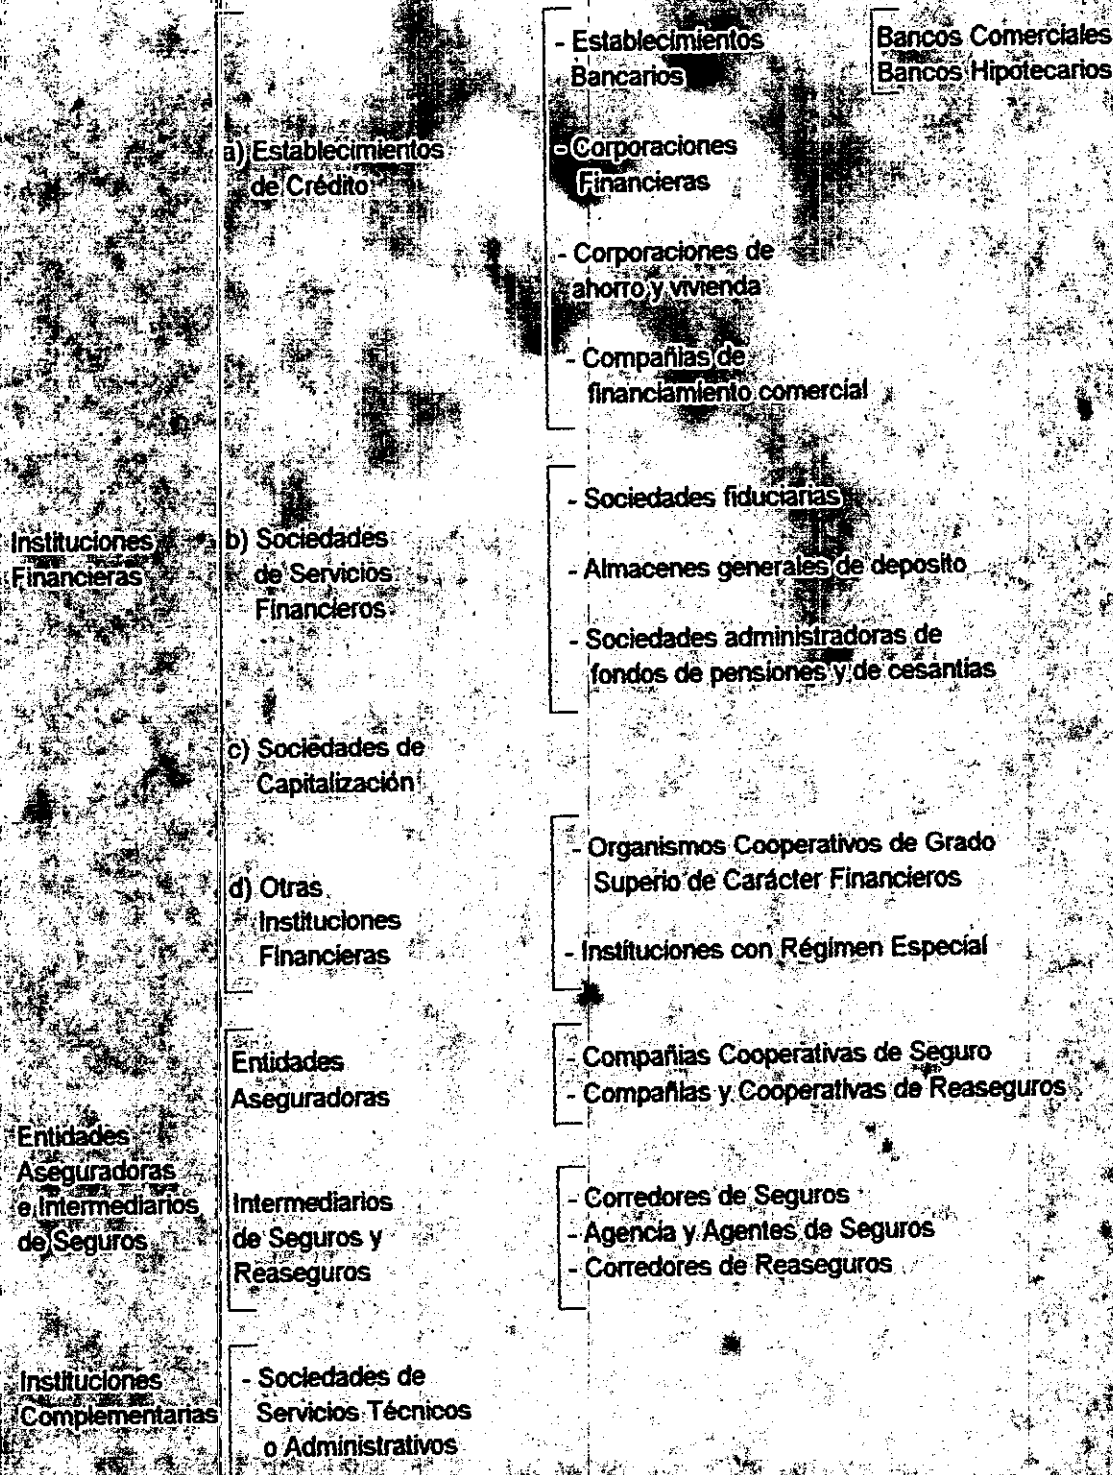 - Establecimientos
Bancarios
Bancos Comerciales
Bancos Hipotecarios
a) Establecimientos
de Crédito
- Corporaciones
Financieras
- Corporaciones de
ahorro y vivienda
- Compañias de
financiamiento comercial
Instituciones
Financieras
b) Sociedades
de Servicios
Financieros
- Sociedades fiduciarias
- Almacenes generales de deposito
- Sociedades administradoras de
fondos de pensiones y de cesantias
c) Sociedades de
Capitalización
d) Otras
Instituciones
Financieras
- Organismos Cooperativos de Grado
Superio de Carácter Financieros
- Instituciones con Régimen Especial
Entidades
Aseguradoras
e Intermediarios
de Seguros
Entidades
Aseguradoras
- Compañias Cooperativas de Seguro
- Compañias y Cooperativas de Reaseguros
Intermediarios
de Seguros y
Reaseguros
- Corredores de Seguros
- Agencia y Agentes de Seguros
- Corredores de Reaseguros
Instituciones
Complementarias
- Sociedades de
Servicios Técnicos
o Administrativos